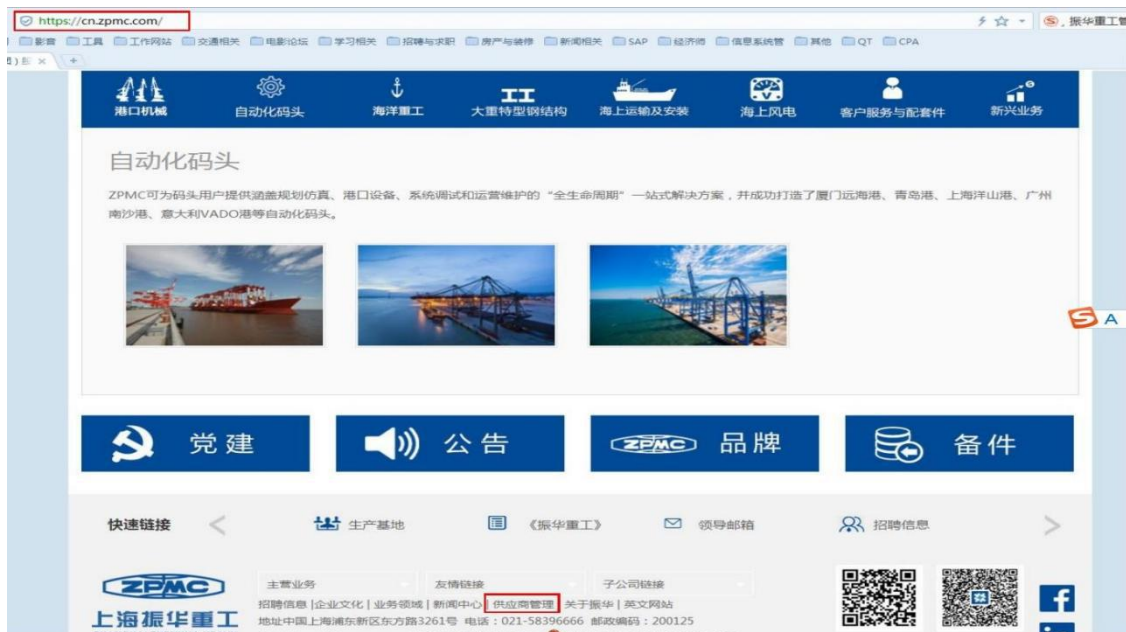 https://cn.zpmc.com/
振华重工管
影音 工具 工作网站 交通相关 电影论坛 学习相关 招聘与求职 房产与装修 新闻相关 SAP 经济师 信息系统管 其他 QT CPA
港口机械 自动化码头 海洋重工 大重特型钢结构 海上运输及安装 海上风电 客户服务与配套件 新兴业务
自动化码头
ZPMC可为码头用户提供涵盖规划仿真、港口设备、系统调试和运营维护的“全生命周期”一站式解决方案，并成功打造了厦门远海港、青岛港、上海洋山港、广州
南沙港、意大利VADO港等自动化码头。
S A
党建 公告 ZPMC 品牌 备件
快速链接 < 生产基地 《振华重工》 领导邮箱 招聘信息 >
ZPMC 主营业务 友情链接 子公司链接
招聘信息|企业文化|业务领域|新闻中心|供应商管理|关于振华|英文网站
上海振华重工 地址中国上海浦东新区东方路3261号 电话：021-58396666 邮政编码：200125
f
in